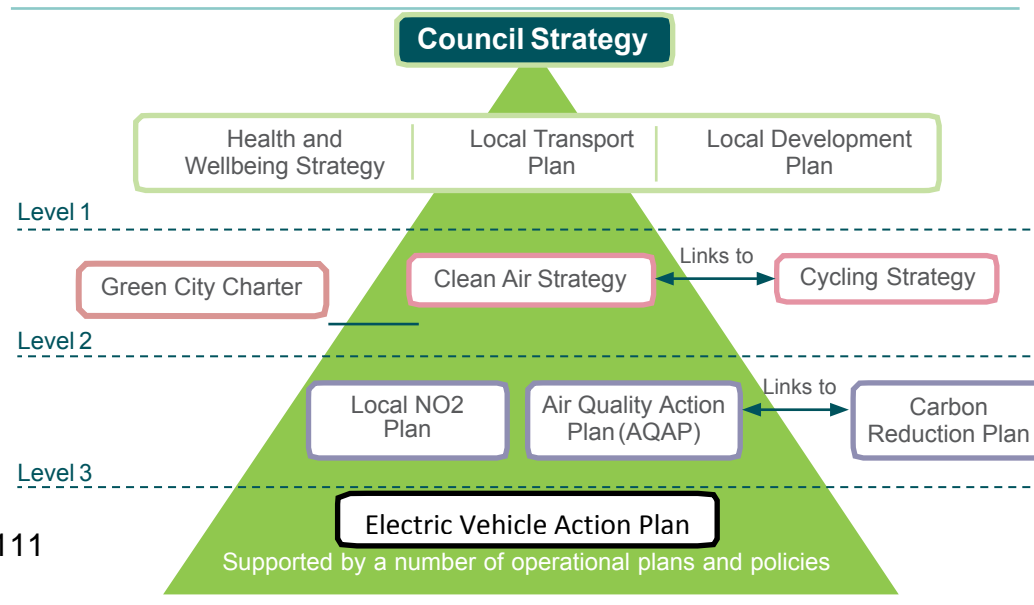 Council Strategy
Health and
Wellbeing Strategy
Local Transport
Plan
Local Development
Plan
Level 1
Green City Charter
Clean Air Strategy
Links to
Cycling Strategy
Level 2
Local NO2
Plan
Air Quality Action
Plan (AQAP)
Links to
Carbon
Reduction Plan
Level 3
Electric Vehicle Action Plan
111
Supported by a number of operational plans and policies